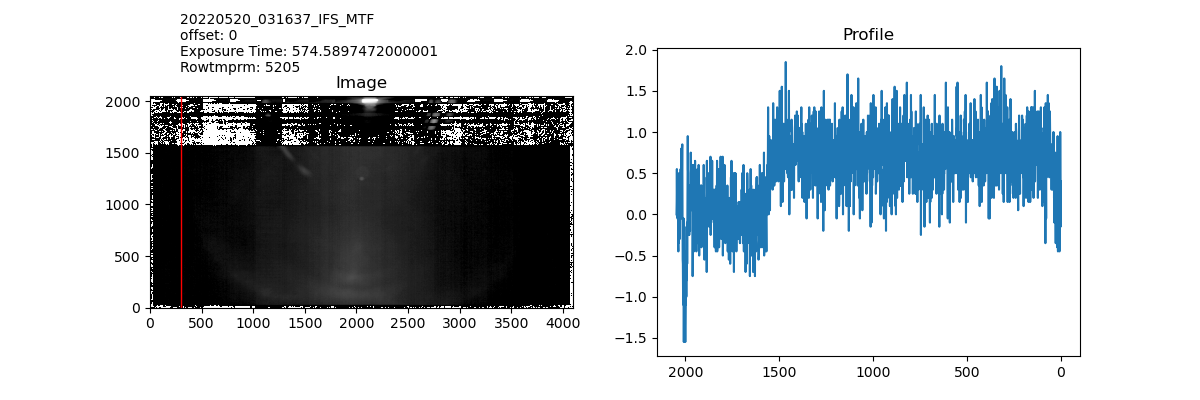 20220520_031637_IFS_MTF
offset: 0
Exposure Time: 574.5897472000001
Rowtmprm: 5205
Image
2000
1500
1000
500
0
0 500 1000 1500 2000 2500 3000 3500 4000
Profile
2.0
1.5
1.0
0.5
0.0
−0.5
−1.0
−1.5
2000 1500 1000 500 0